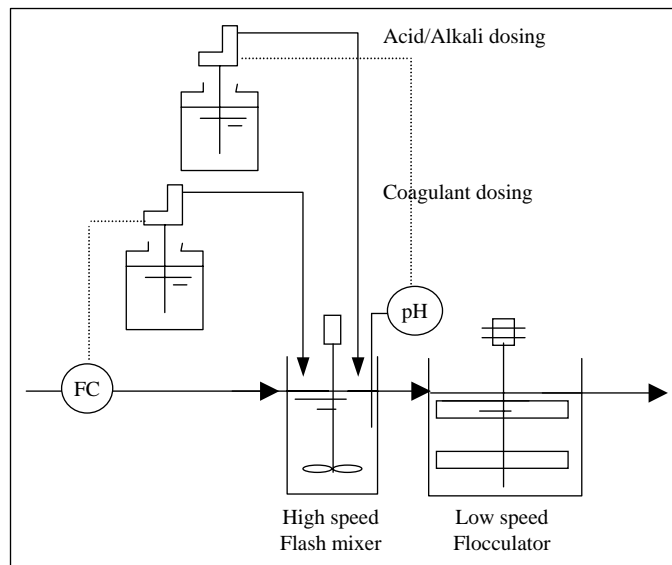 Acid/Alkali dosing
Coagulant dosing
pH
FC
High speed
Flash mixer
Low speed
Flocculator